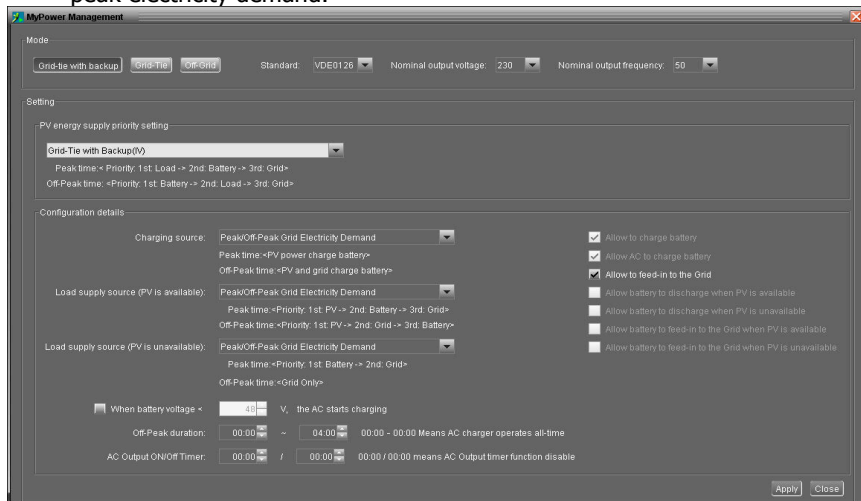 peak electricity demand.
MyPower Management
Mode
Grid-tie with backup Grid-Tie Off-Grid Standard: VDE0126 Nominal output voltage: 230 Nominal output frequency: 50
Setting
PV energy supply priority setting
Grid-Tie with Backup(IV)
Peak time:< Priority: 1st: Load -> 2nd: Battery -> 3rd: Grid>
Off-Peak time: <Priority: 1st: Battery -> 2nd: Load -> 3rd: Grid>
Configuration details
Charging source: Peak/Off-Peak Grid Electricity Demand Allow to charge battery
Peak time:<PV power charge battery> Allow AC to charge battery
Off-Peak time:<PV and grid charge battery> Allow to feed-in to the Grid
Load supply source (PV is available): Peak/Off-Peak Grid Electricity Demand Allow battery to discharge when PV is available
Peak time:<Priority: 1st: PV-> 2nd: Battery-> 3rd: Grid> Allow battery to discharge when PV is unavailable
Off-Peak time:<Priority: 1st: PV-> 2nd: Grid-> 3rd: Battery> Allow battery to feed-in to the Grid when PV is available
Load supply source (PV is unavailable): Peak/Off-Peak Grid Electricity Demand Allow battery to feed-in to the Grid when PV is unavailable
Peak time:<Priority: 1st: Battery-> 2nd: Grid>
Off-Peak time:<Grid Only>
When battery voltage < 48 V, the AC starts charging
Off-Peak duration: 00:00 ~ 04:00 00:00 - 00:00 Means AC charger operates all-time
AC Output ON/Off Timer: 00:00 / 00:00 00:00 / 00:00 means AC Output timer function disable
Apply Close